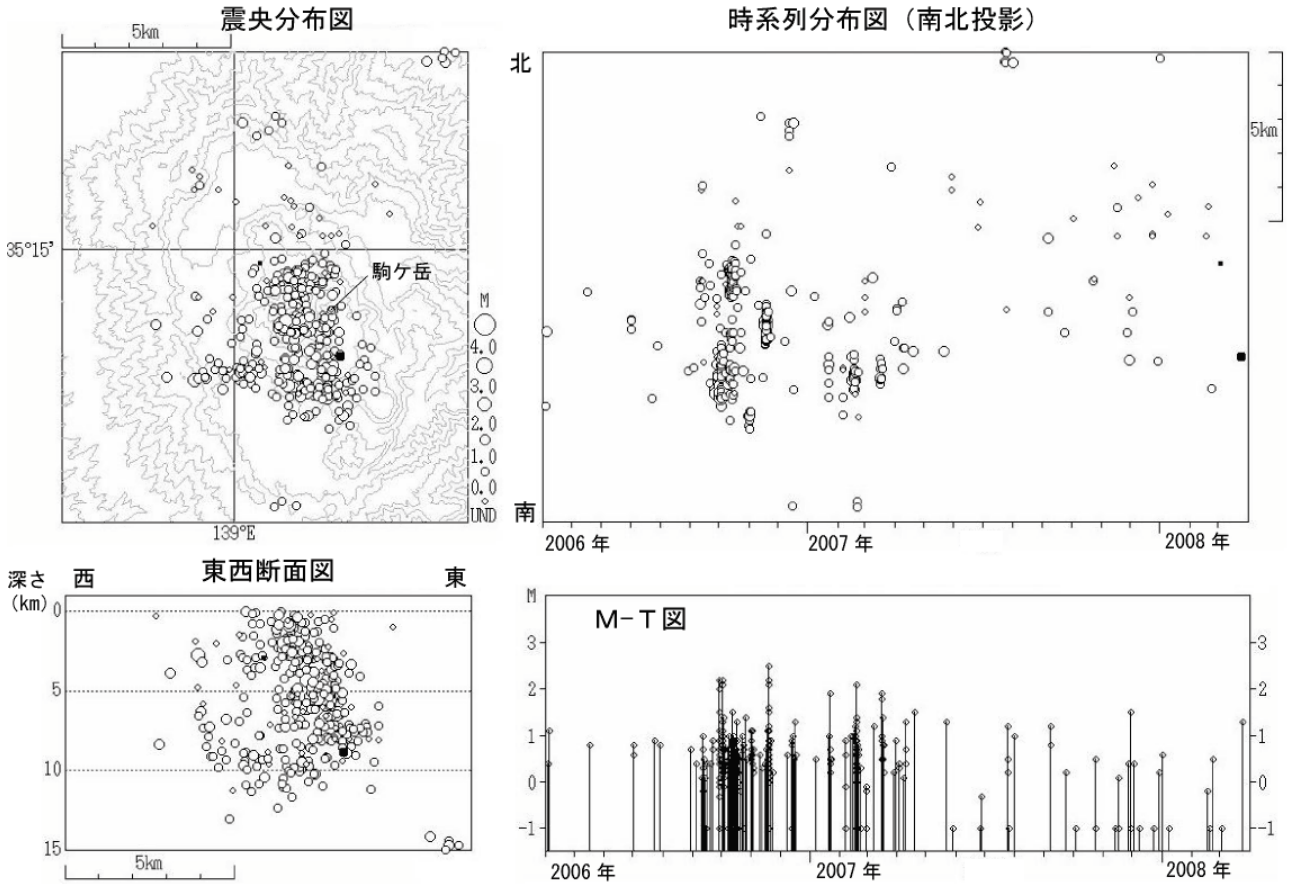 震央分布図
5km
35°15′
駒ケ岳
139°E
M
4.0
3.0
2.0
1.0
0.0
UND
時系列分布図（南北投影）
北
南
5km
2006 年
2007 年
2008 年
東西断面図
深さ
(km)
西
東
0
5
10
15
5km
M-T図
M
3
2
1
0
-1
3
2
1
0
-1
2006 年
2007 年
2008 年